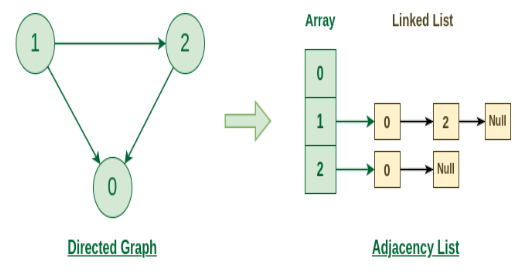 Array Linked List
1 2
0
0
1 0 2 Null
2 0 Null
Directed Graph Adjacency List